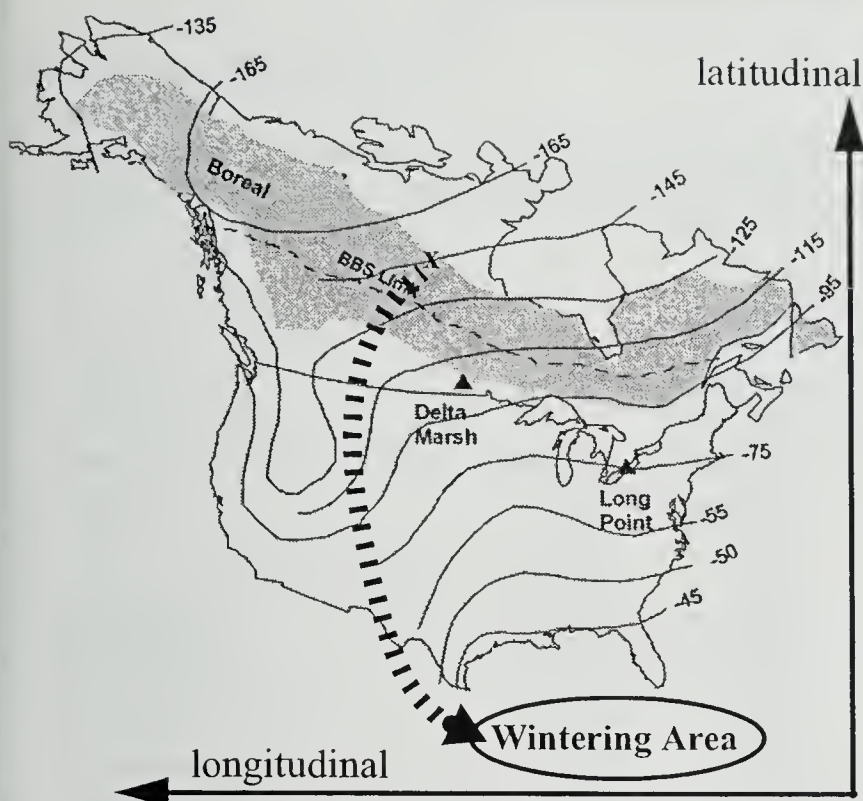 -135
-165
latitudinal
Boreal
-165
-145
-125
-115
-95
BBS Limit
X
Delta
Marsh
-75
Long
Point
-55
-50
-45
Wintering Area
longitudinal